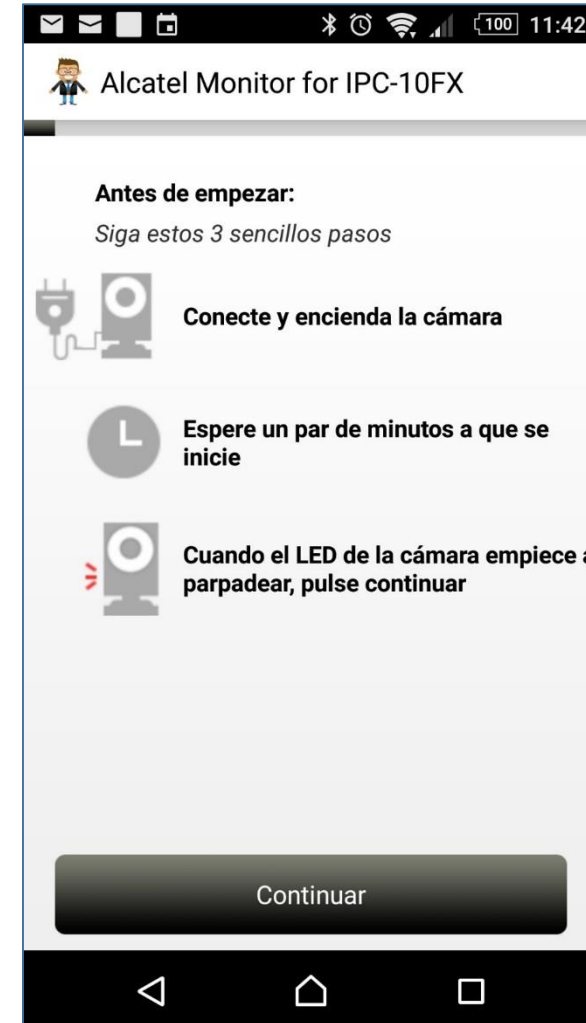 100 11:42
Alcatel Monitor for IPC-10FX
Antes de empezar:
Siga estos 3 sencillos pasos
Conecte y encienda la cámara
Espere un par de minutos a que se
inicie
Cuando el LED de la cámara empiece a
parpadear, pulse continuar
Continuar